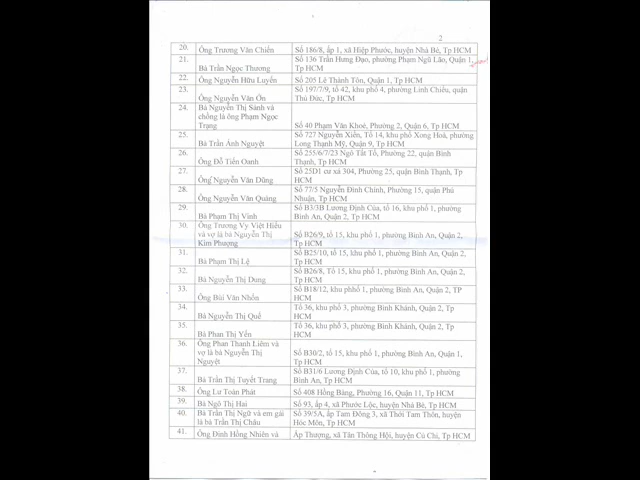 2
20. Ông Trương Văn Chiến Số 186/8, ấp 1, xã Hiệp Phước, huyện Nhà Bè, Tp HCM
21. Số 136 Trần Hưng Đạo, phường Phạm Ngũ Lão, Quận 1,
Bà Trần Ngọc Thương Tp HCM
22. Ông Nguyễn Hữu Luyến Số 205 Lê Thánh Tôn, Quận 1, Tp HCM
23. Số 197/7/9, tổ 42, khu phố 4, phường Linh Chiểu, quận
Ông Nguyễn Văn Ổn Thủ Đức, Tp HCM
24. Bà Nguyễn Thị Sành và
chồng là ông Phạm Ngọc
Trạng Số 40 Phạm Văn Khoẻ, Phường 2, Quận 6, Tp HCM
25. Số 727 Nguyễn Xiển, Tổ 14, khu phố Xong Hoà, phường
Bà Trần Ánh Nguyệt Long Thạnh Mỹ, Quận 9, Tp HCM
26. Số 255/6/7/23 Ngô Tất Tố, Phường 22, quận Bình
Ông Đỗ Tiến Oanh Thạnh, Tp HCM
27. Số 25D1 cư xá 304, Phường 25, quận Bình Thạnh, Tp
Ông Nguyễn Văn Dũng HCM
28. Số 77/5 Nguyễn Đình Chính, Phường 15, quận Phú
Ông Nguyễn Văn Quảng Nhuận, Tp HCM
29. Số B3/3B Lương Định Của, tổ 16, khu phố 1, phường
Bà Phạm Thị Vinh Bình An, Quận 2, Tp HCM
30. Ông Trương Vy Việt Hiếu
và vợ là bà Nguyễn Thị Số B26/9, tổ 15, khu phố 1, phường Bình An, Quận 2,
Kim Phượng Tp HCM
31. Số B25/10, tổ 15, khu phố 1, phường Bình An, Quận 2,
Bà Phạm Thị Lệ Tp HCM
32. Số B26/8, Tổ 15, khu phố 1, phường Bình An, Quận 2,
Bà Nguyễn Thị Dung Tp HCM
33. Số B18/12, khu phhố 1, phường Bình An, Quận 2, TP
Ông Bùi Văn Nhổn HCM
34. Tổ 36, khu phố 3, phường Bình Khánh, Quận 2, Tp
Bà Nguyễn Thị Quế HCM
35. Tổ 36, khu phố 3, phường Bình Khánh, Quận 2, Tp
Bà Phan Thị Yến HCM
36. Ông Phan Thanh Liêm và
vợ là bà Nguyễn Thị Số B30/2, tổ 15, khu phố 1, phường Bình An, Quận 1,
Nguyệt Tp HCM
37. Số B31/6 Lương Định Của, tổ 10, khu phố 1, phường
Bà Trần Thị Tuyết Trang Bình An, Tp HCM
38. Ông Lư Toàn Phát Số 408 Hồng Bàng, Phường 16, Quận 11, Tp HCM
39. Bà Ngô Thị Hai Số 93, ấp 4, xã Phước Lộc, huyện Nhà Bè, Tp HCM
40. Bà Trần Thị Ngữ và em gái Số 39/5A, ấp Tam Đông 3, xã Thới Tam Thôn, huyện
là bà Trần Thị Chấu Hóc Môn, Tp HCM
41. Ông Đinh Hồng Nhiên và Ấp Thượng, xã Tân Thông Hội, huyện Củ Chi, Tp HCM